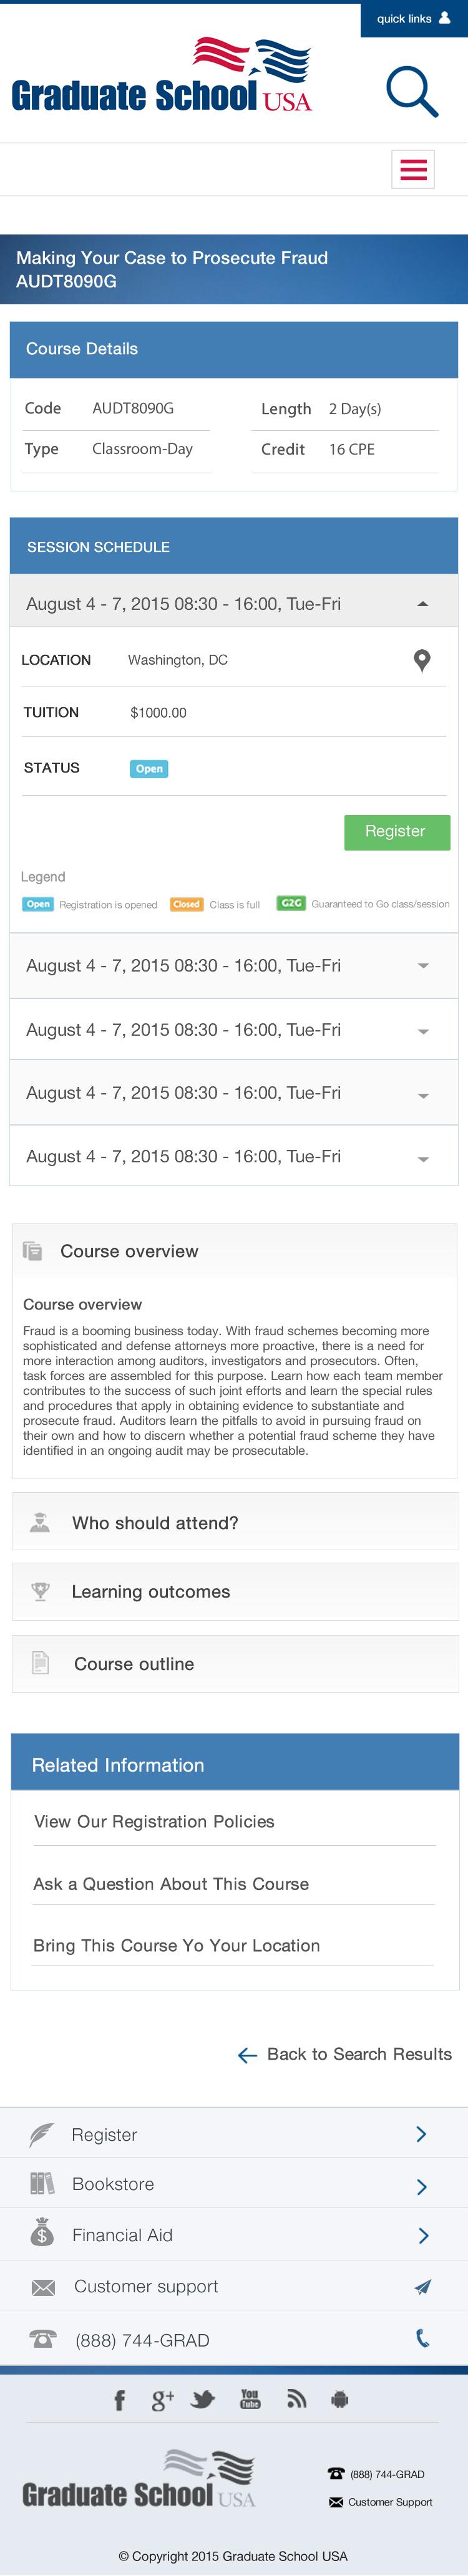 quick links
Graduate School USA
Making Your Case to Prosecute Fraud
AUDT8090G
Course Details
Code AUDT8090G Length 2 Day(s)
Type Classroom-Day Credit 16 CPE
SESSION SCHEDULE
August 4 - 7, 2015 08:30 - 16:00, Tue-Fri
LOCATION Washington, DC
TUITION $1000.00
STATUS Open
Register
Legend
Open Registration is opened Closed Class is full G2G Guaranteed to Go class/session
August 4 - 7, 2015 08:30 - 16:00, Tue-Fri
August 4 - 7, 2015 08:30 - 16:00, Tue-Fri
August 4 - 7, 2015 08:30 - 16:00, Tue-Fri
August 4 - 7, 2015 08:30 - 16:00, Tue-Fri
Course overview
Course overview
Fraud is a booming business today. With fraud schemes becoming more
sophisticated and defense attorneys more proactive, there is a need for
more interaction among auditors, investigators and prosecutors. Often,
task forces are assembled for this purpose. Learn how each team member
contributes to the success of such joint efforts and learn the special rules
and procedures that apply in obtaining evidence to substantiate and
prosecute fraud. Auditors learn the pitfalls to avoid in pursuing fraud on
their own and how to discern whether a potential fraud scheme they have
identified in an ongoing audit may be prosecutable.
Who should attend?
Learning outcomes
Course outline
Related Information
View Our Registration Policies
Ask a Question About This Course
Bring This Course Yo Your Location
Back to Search Results
Register
Bookstore
Financial Aid
Customer support
(888) 744-GRAD
You Tube
Graduate School USA
(888) 744-GRAD
Customer Support
© Copyright 2015 Graduate School USA